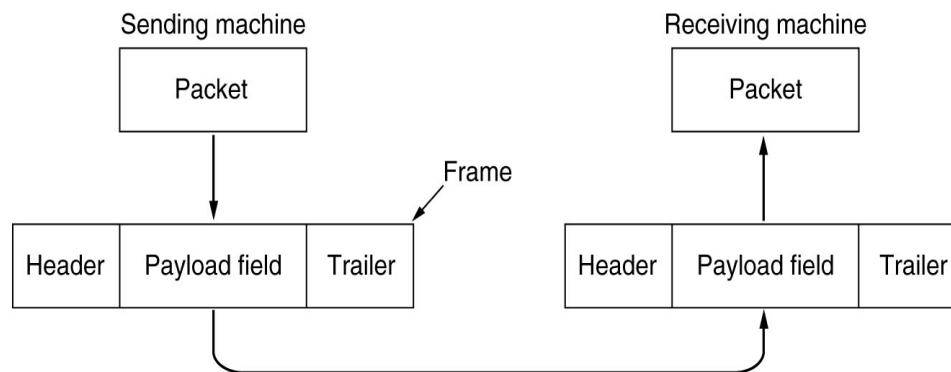 Sending machine
Receiving machine
Packet
Packet
Frame
Header
Payload field
Trailer
Header
Payload field
Trailer